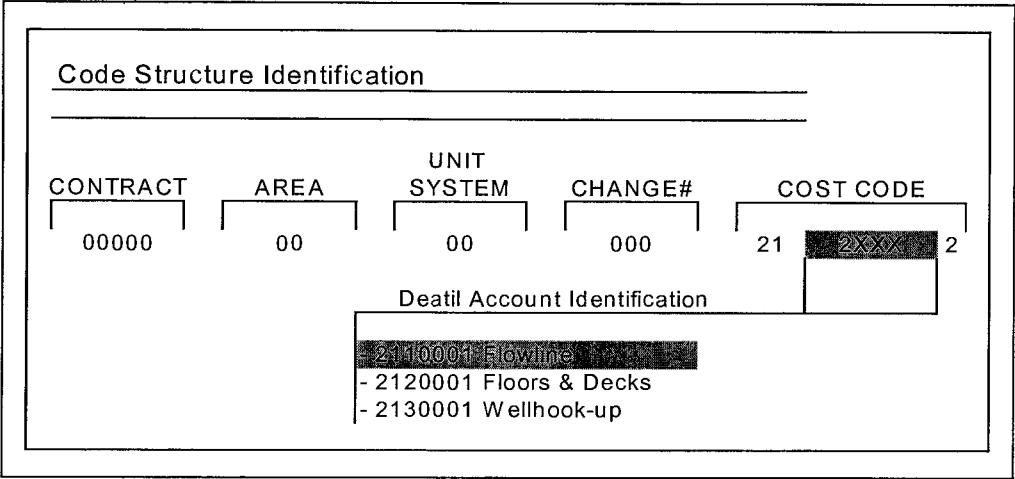 Code Structure Identification
UNIT
CONTRACT AREA SYSTEM CHANGE# COST CODE
00000 00 00 000 21 2XXX 2
Deatil Account Identification
- 2110001 Flowline
- 2120001 Floors & Decks
- 2130001 Wellhook-up